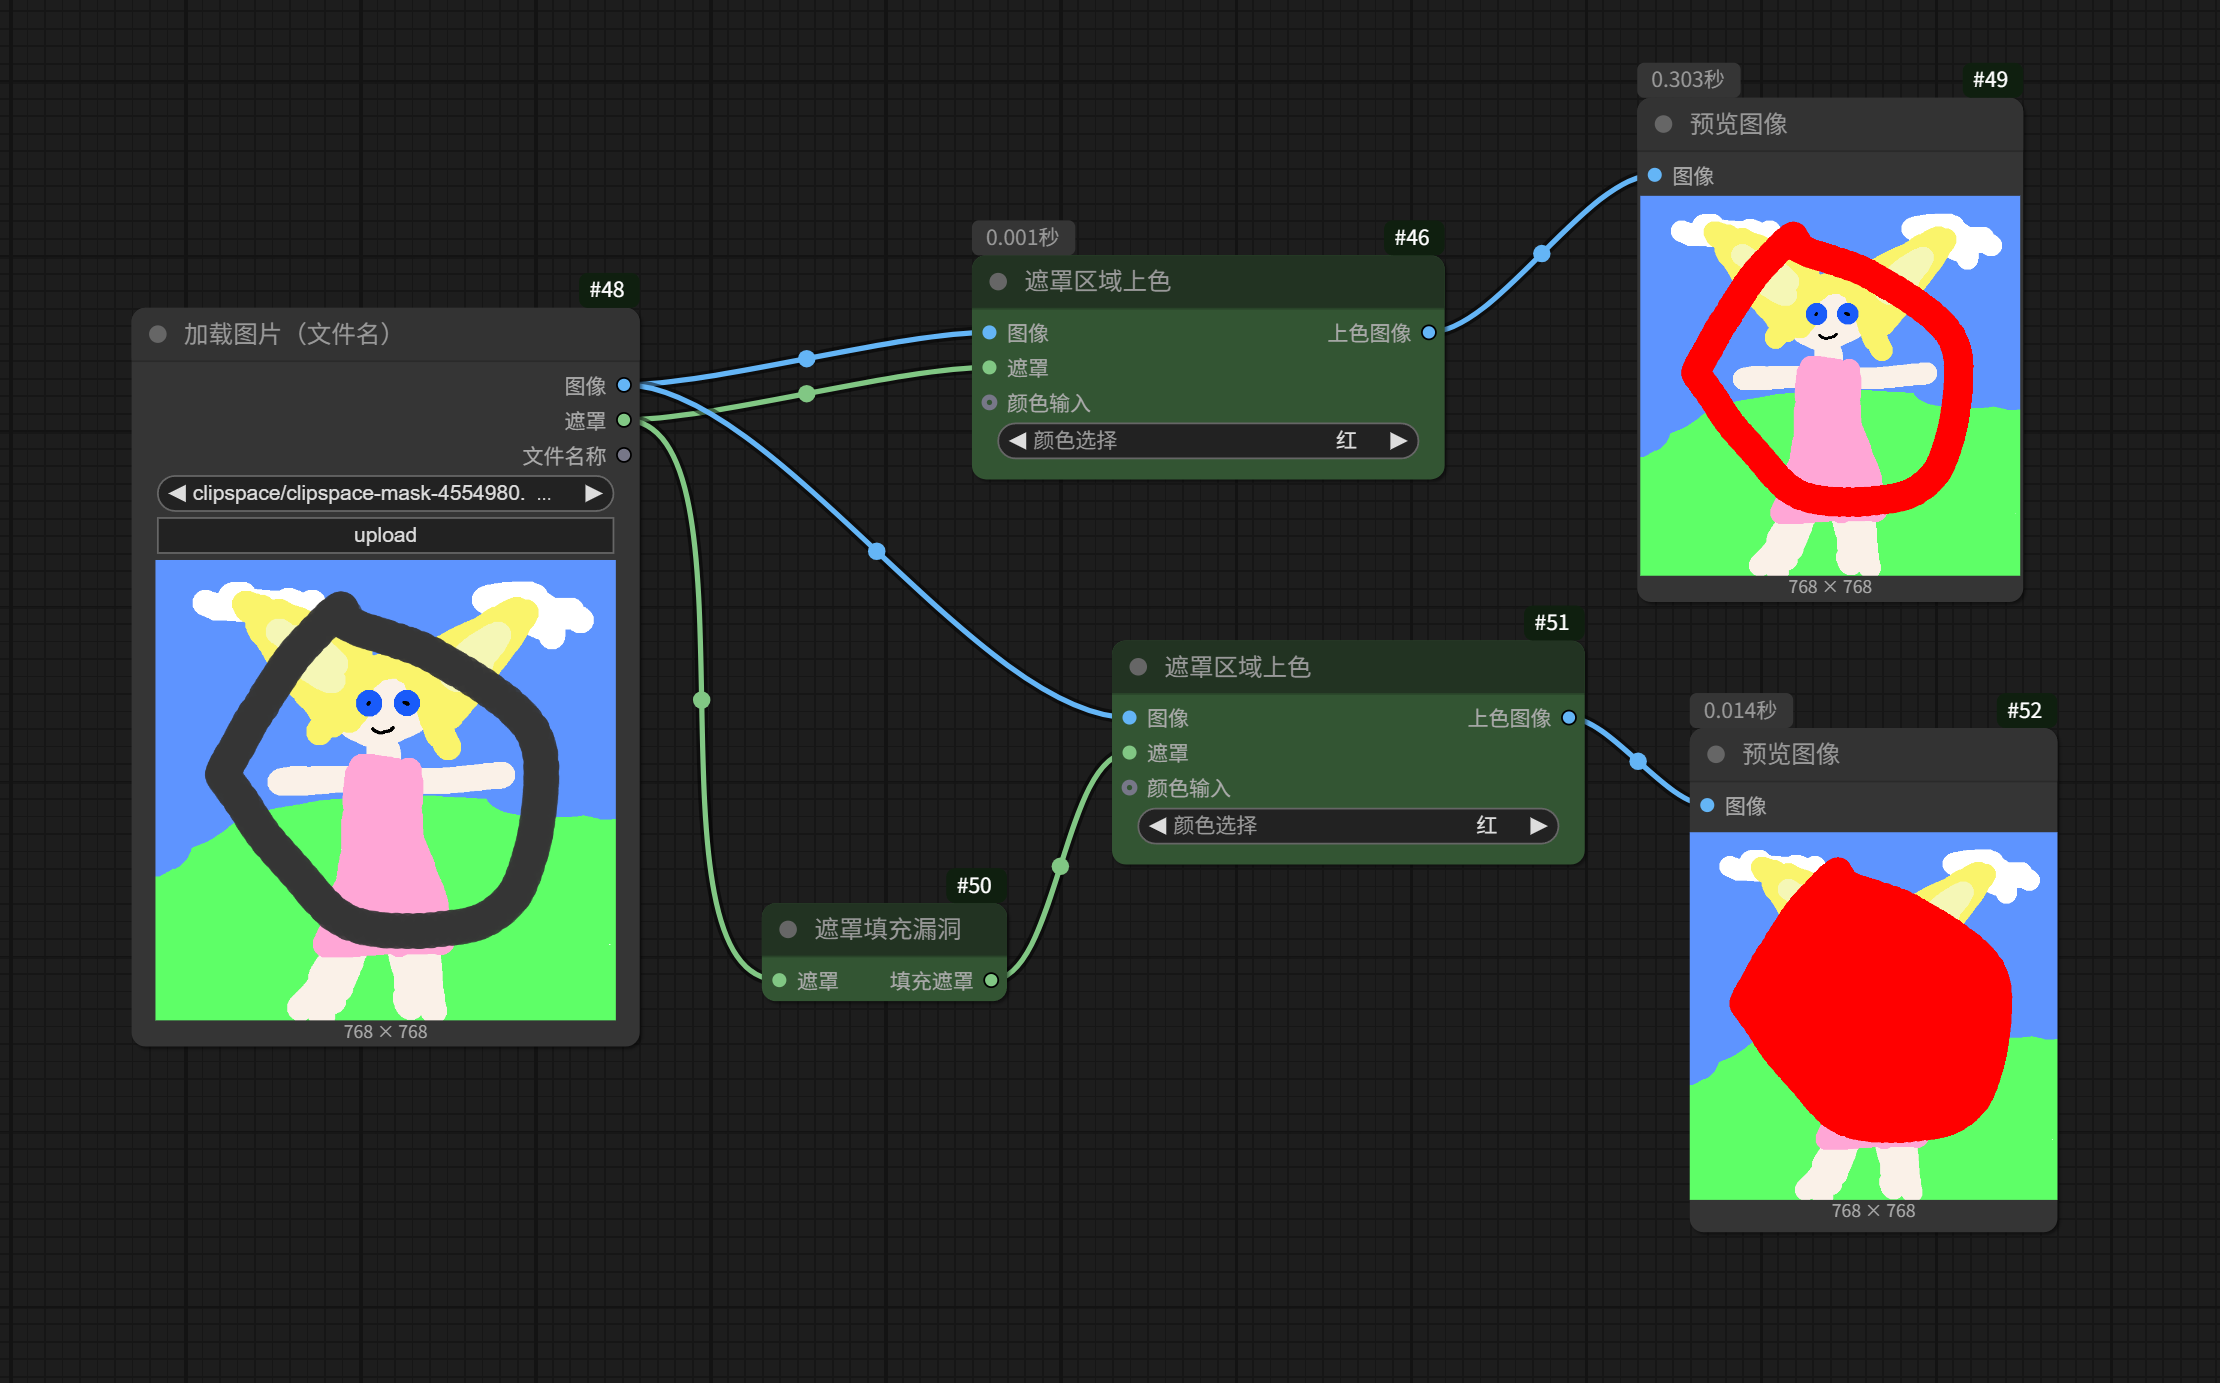 #48
加载图片（文件名）
图像
遮罩
文件名称
clipspace/clipspace-mask-4554980. ...
upload
768 × 768
0.001秒
#46
遮罩区域上色
图像
上色图像
遮罩
颜色输入
颜色选择
红
0.303秒
#49
预览图像
图像
768 × 768
#50
遮罩填充漏洞
遮罩
填充遮罩
#51
遮罩区域上色
图像
上色图像
遮罩
颜色输入
颜色选择
红
0.014秒
#52
预览图像
图像
768 × 768